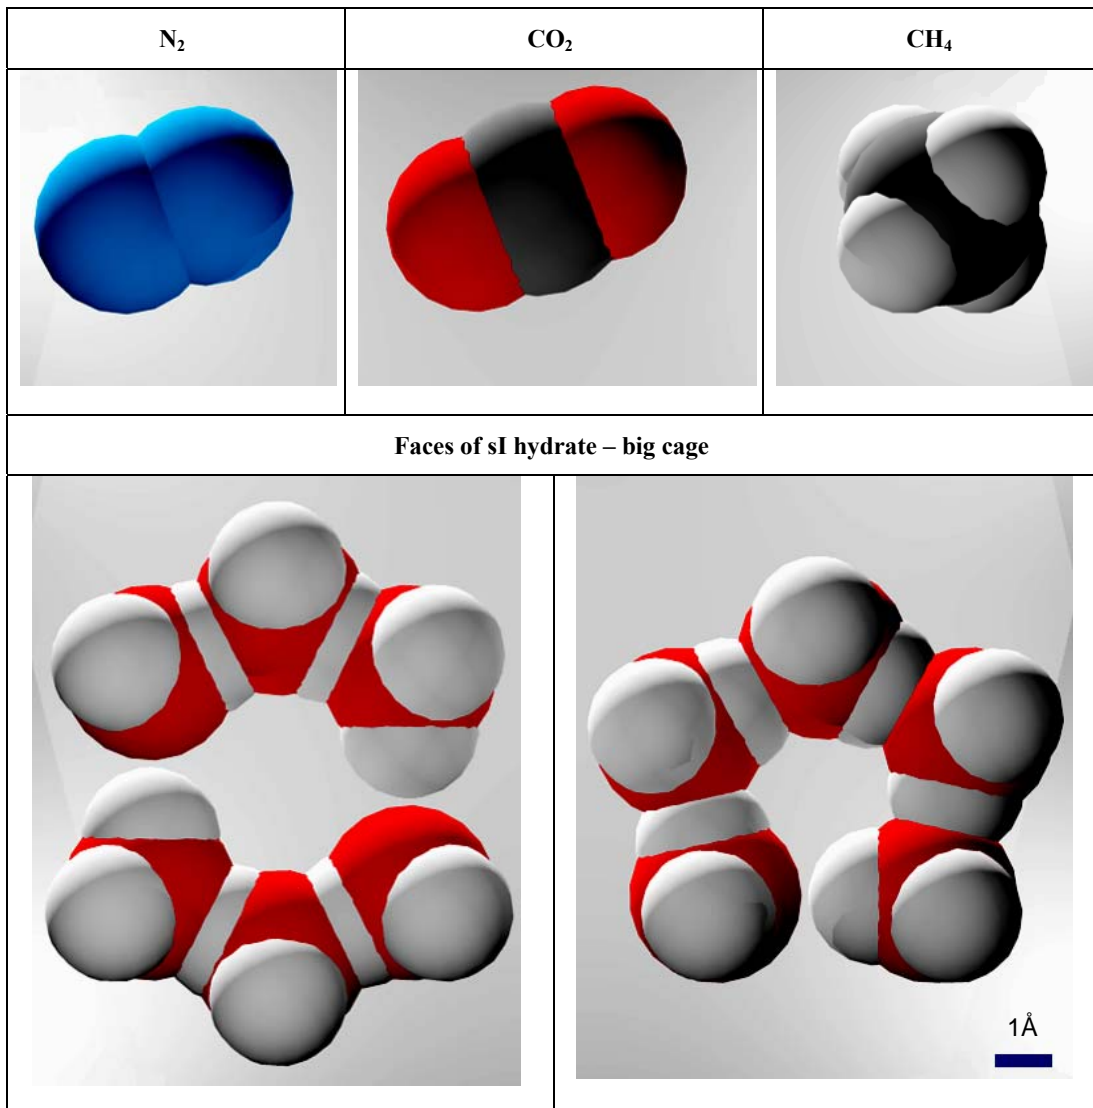 N₂
CO₂
CH₄
Faces of sI hydrate – big cage
1Å